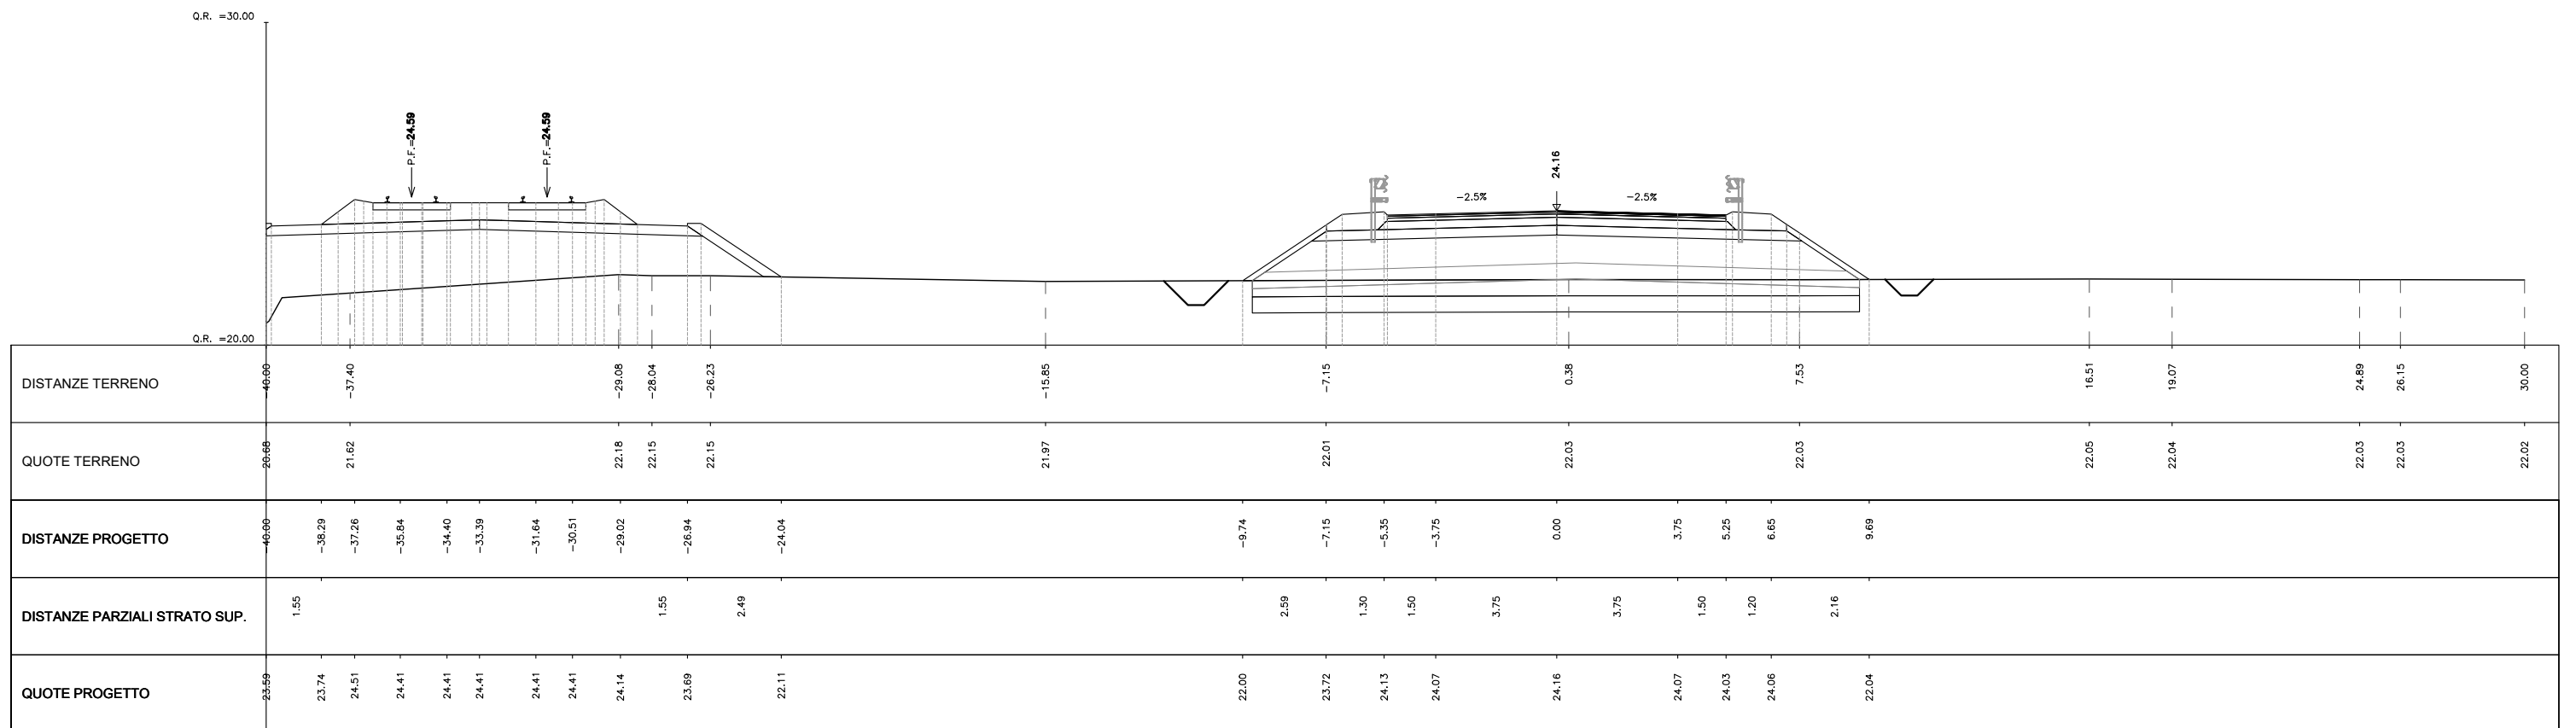 Q.R. =30.00
P.F.=24.59
P.F.=24.59
24.16
-2.5%
-2.5%
Q.R. =20.00
DISTANZE TERRENO
-40.00 -37.40 -29.08 -28.04 -26.23 -15.85 -7.15 0.38 7.53 16.51 19.07 24.89 26.15 30.00
QUOTE TERRENO
20.68 21.62 22.18 22.15 22.15 21.97 22.01 22.03 22.03 22.05 22.04 22.03 22.03 22.02
DISTANZE PROGETTO
-40.00 -38.29 -37.26 -35.84 -34.40 -33.39 -31.64 -30.51 -29.02 -26.94 -24.04 -9.74 -7.15 -5.35 -3.75 0.00 3.75 5.25 6.65 9.69
DISTANZE PARZIALI STRATO SUP.
1.55 1.55 2.49 2.59 1.30 1.50 3.75 3.75 1.50 1.20 2.16
QUOTE PROGETTO
23.59 23.74 24.51 24.41 24.41 24.41 24.41 24.41 24.14 23.69 22.11 22.00 23.72 24.13 24.07 24.16 24.07 24.03 24.06 22.04